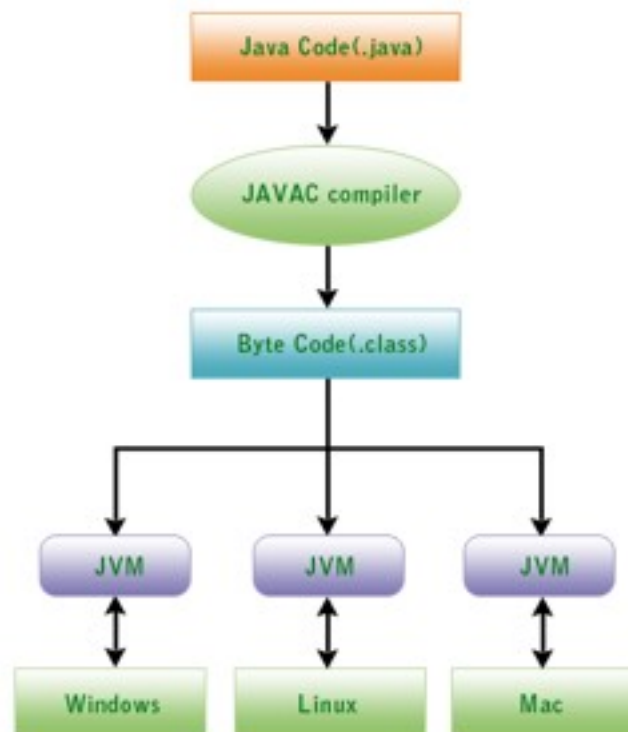 Java Code(.java)
JAVAC compiler
Byte Code(.class)
JVM
JVM
JVM
Windows
Linux
Mac